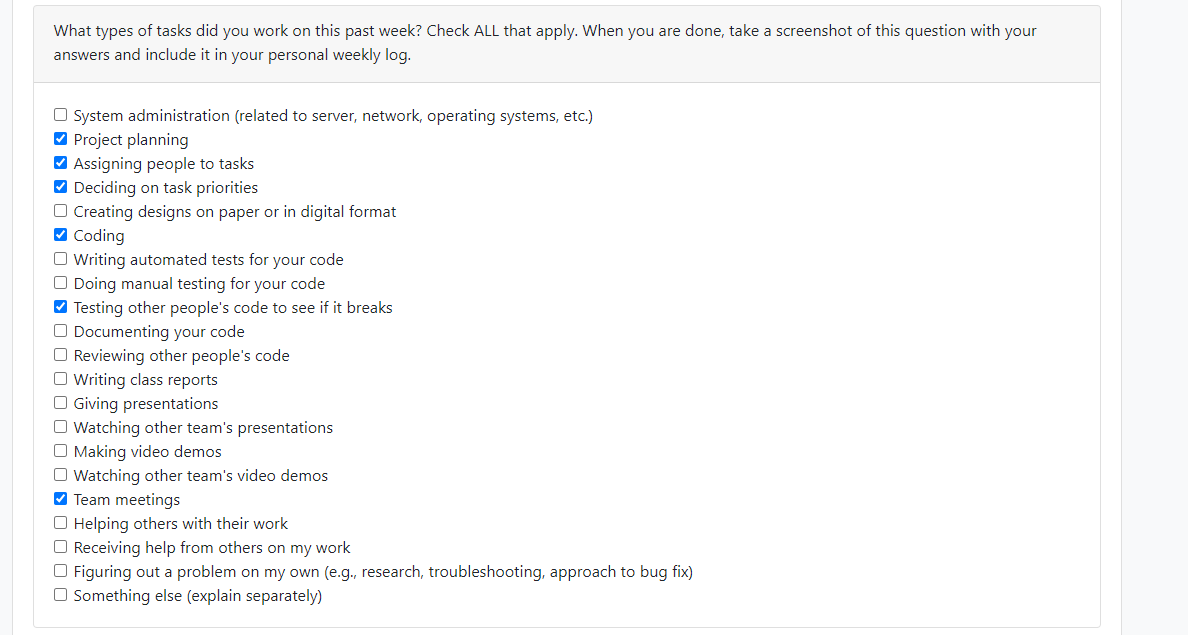 What types of tasks did you work on this past week? Check ALL that apply. When you are done, take a screenshot of this question with your
answers and include it in your personal weekly log.
System administration (related to server, network, operating systems, etc.)
Project planning
Assigning people to tasks
Deciding on task priorities
Creating designs on paper or in digital format
Coding
Writing automated tests for your code
Doing manual testing for your code
Testing other people's code to see if it breaks
Documenting your code
Reviewing other people's code
Writing class reports
Giving presentations
Watching other team's presentations
Making video demos
Watching other team's video demos
Team meetings
Helping others with their work
Receiving help from others on my work
Figuring out a problem on my own (e.g., research, troubleshooting, approach to bug fix)
Something else (explain separately)